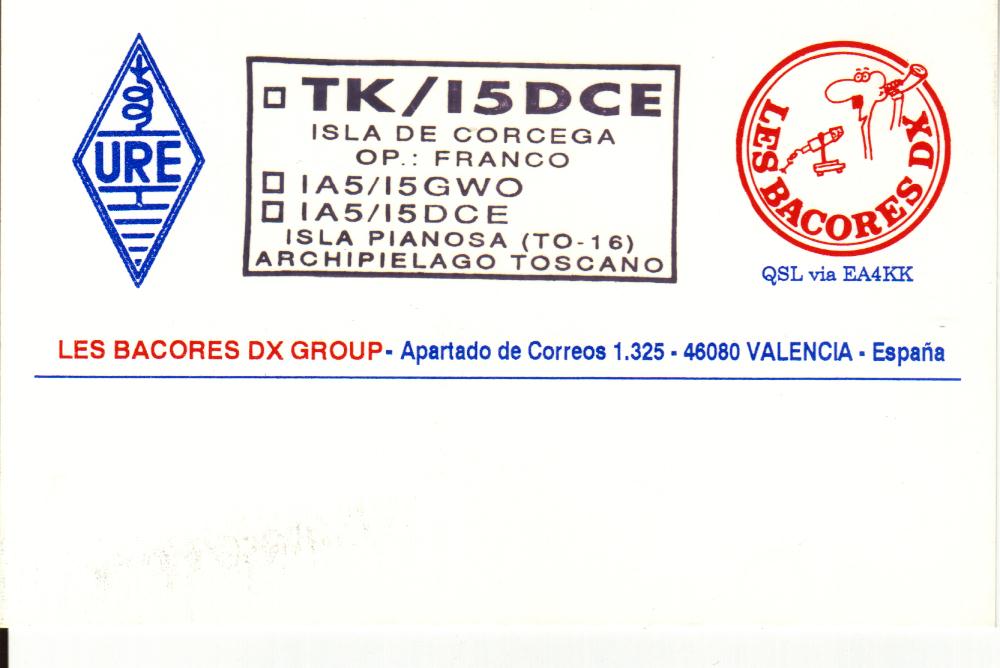 URE
TK/I5DCE
ISLA DE CORCEGA
OP.: FRANCO
IA5/I5GWO
IA5/I5DCE
ISLA PIANOSA (TO-16)
ARCHIPIELAGO TOSCANO
LES BACORES DX
QSL via EA4KK
LES BACORES DX GROUP - Apartado de Correos 1.325 - 46080 VALENCIA - España